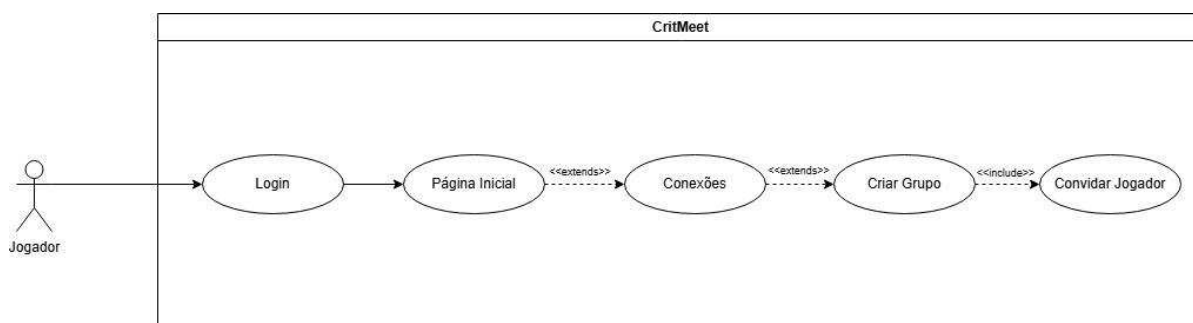 CritMeet
Login
Página Inicial
<<extends>>
Conexões
<<extends>>
Criar Grupo
<<include>>
Convidar Jogador
Jogador